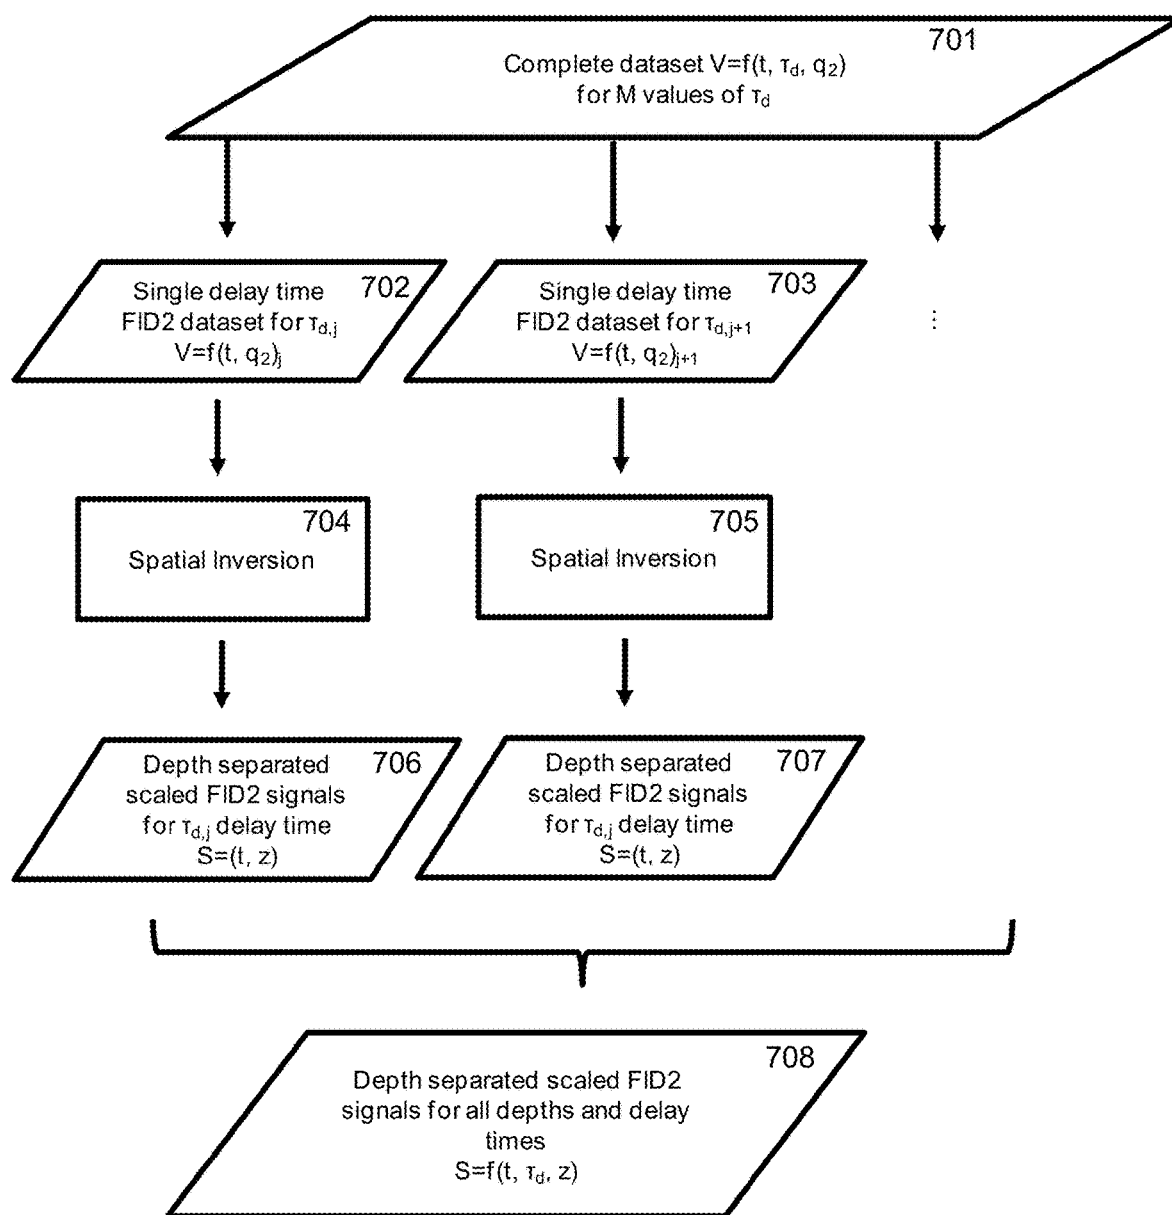 701
Complete dataset V=f(t, τd, q2)
for M values of τd
702
Single delay time
FID2 dataset for τd,j
V=f(t, q2)j
703
Single delay time
FID2 dataset for τd,j+1
V=f(t, q2)j+1
⋮
704
Spatial Inversion
705
Spatial Inversion
706
Depth separated
scaled FID2 signals
for τd,j delay time
S=(t, z)
707
Depth separated
scaled FID2 signals
for τd,j delay time
S=(t, z)
708
Depth separated scaled FID2
signals for all depths and delay
times
S=f(t, τd, z)